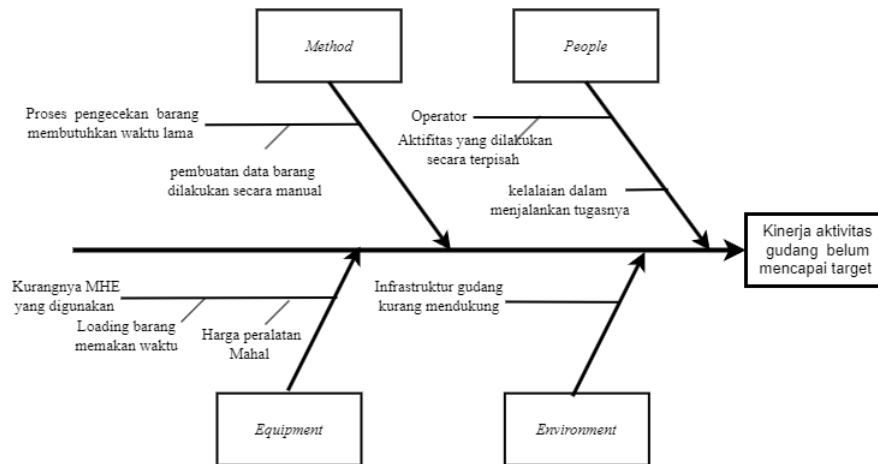 Method
People
Proses pengecekan barang
membutuhkan waktu lama
pembuatan data barang
dilakukan secara manual
Operator
Aktifitas yang dilakukan
secara terpisah
kelalaian dalam
menjalankan tugasnya
Kinerja aktivitas
gudang belum
mencapai target
Kurangnya MHE
yang digunakan
Loading barang
memakan waktu
Harga peralatan
Mahal
Infrastruktur gudang
kurang mendukung
Equipment
Environment